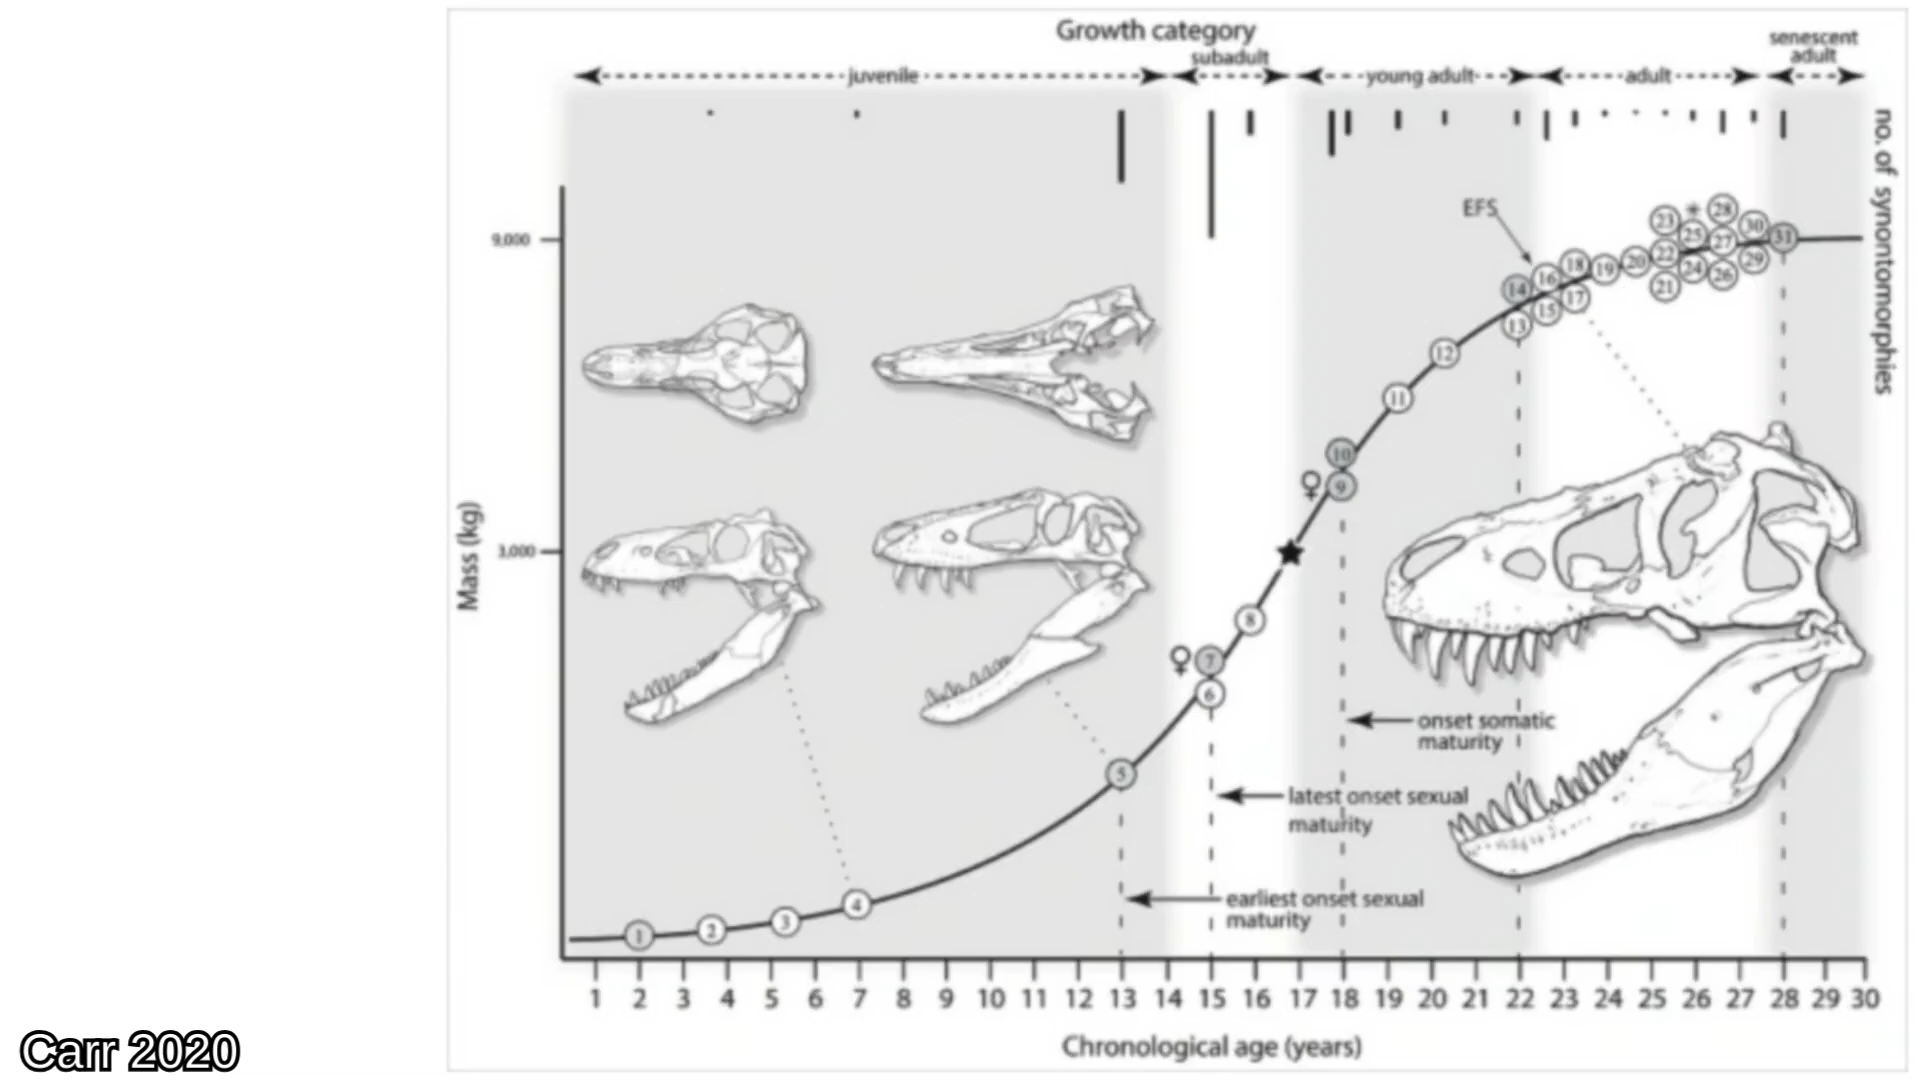 Growth category
juvenile
subadult
young adult
adult
senescent
adult
no. of synontomorphies
EFS
9,000
3,000
Mass (kg)
28
23
25
30
31
27
22
18
16
20
19
24
29
26
14
21
17
15
13
12
11
10
♀
9
8
♀
7
6
5
4
3
2
1
onset somatic
maturity
latest onset sexual
maturity
earliest onset sexual
maturity
1 2 3 4 5 6 7 8 9 10 11 12 13 14 15 16 17 18 19 20 21 22 23 24 25 26 27 28 29 30
Chronological age (years)
Carr 2020